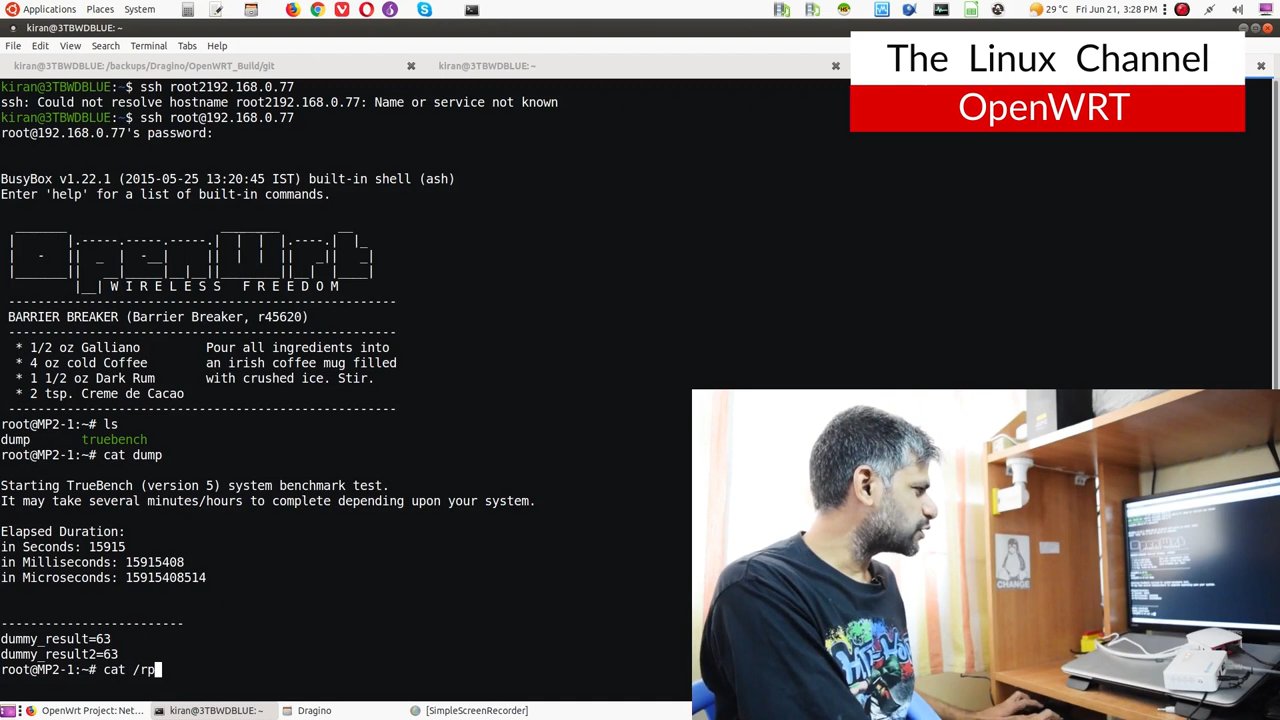 Applications Places System
29 °C Fri Jun 21, 3:28 PM
kiran@3TBWDBLUE: ~
File Edit View Search Terminal Tabs Help
kiran@3TBWDBLUE: /backups/Dragino/OpenWRT_Build/git
kiran@3TBWDBLUE: ~
The Linux Channel
OpenWRT
kiran@3TBWDBLUE:~$ ssh root2192.168.0.77
ssh: Could not resolve hostname root2192.168.0.77: Name or service not known
kiran@3TBWDBLUE:~$ ssh root@192.168.0.77
root@192.168.0.77's password:
BusyBox v1.22.1 (2015-05-25 13:20:45 IST) built-in shell (ash)
Enter 'help' for a list of built-in commands.
OpenWrt
W I R E L E S S   F R E E D O M
BARRIER BREAKER (Barrier Breaker, r45620)
* 1/2 oz Galliano Pour all ingredients into
* 4 oz cold Coffee an irish coffee mug filled
* 1 1/2 oz Dark Rum with crushed ice. Stir.
* 2 tsp. Creme de Cacao
root@MP2-1:~# ls
dump truebench
root@MP2-1:~# cat dump
Starting TrueBench (version 5) system benchmark test.
It may take several minutes/hours to complete depending upon your system.
Elapsed Duration:
in Seconds: 15915
in Milliseconds: 15915408
in Microseconds: 15915408514
------------------------
dummy_result=63
dummy_result2=63
root@MP2-1:~# cat /rp
CHANGE
OpenWrt Project: Net...
kiran@3TBWDBLUE: ~
Dragino
[SimpleScreenRecorder]